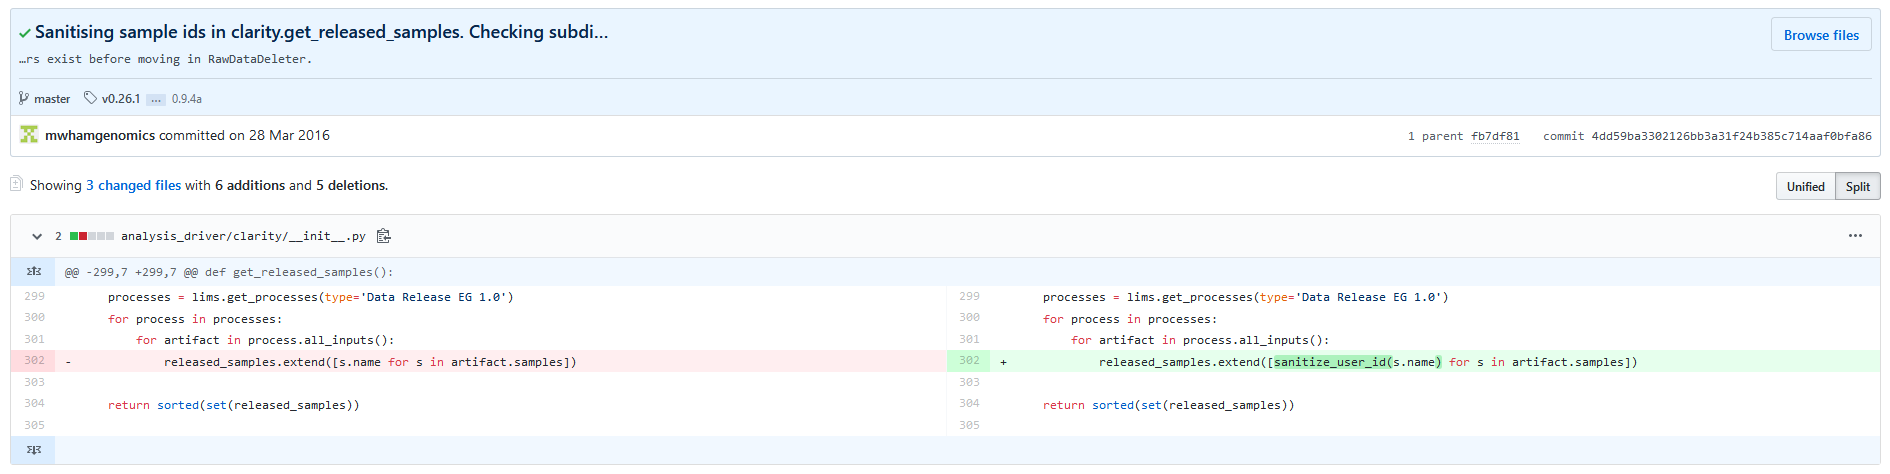 Sanitising sample ids in clarity.get_released_samples. Checking subdi…
Browse files
…rs exist before moving in RawDataDeleter.
master v0.26.1 … 0.9.4a
mwhamgenomics committed on 28 Mar 2016
1 parent fb7df81 commit 4dd59ba3302126bb3a31f24b385c714aaf0bfa86
Showing 3 changed files with 6 additions and 5 deletions.
Unified Split
2 analysis_driver/clarity/__init__.py
@@ -299,7 +299,7 @@ def get_released_samples():
299 processes = lims.get_processes(type='Data Release EG 1.0')
300 for process in processes:
301 for artifact in process.all_inputs():
302 - released_samples.extend([s.name for s in artifact.samples])
303
304 return sorted(set(released_samples))
305
299 processes = lims.get_processes(type='Data Release EG 1.0')
300 for process in processes:
301 for artifact in process.all_inputs():
302 + released_samples.extend([sanitize_user_id(s.name) for s in artifact.samples])
303
304 return sorted(set(released_samples))
305